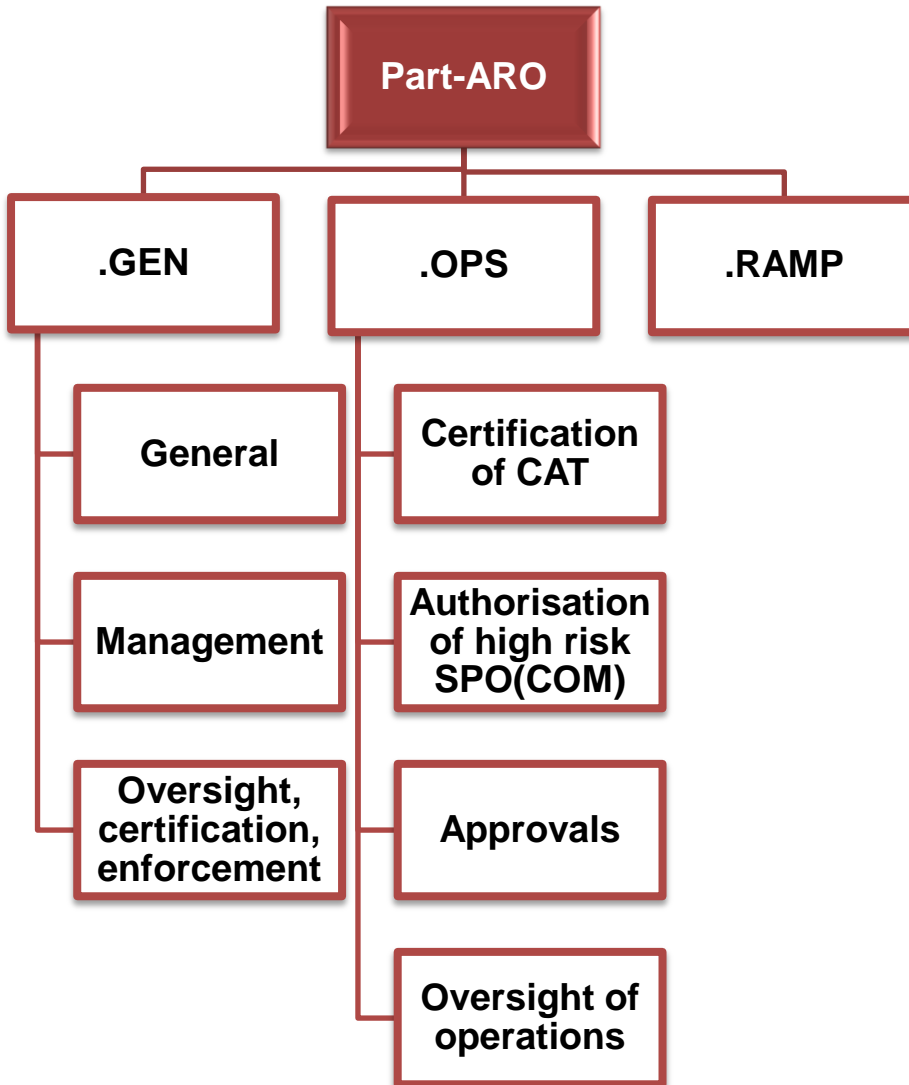 Part-ARO
.GEN
.OPS
.RAMP
General
Management
Oversight,
certification,
enforcement
Certification
of CAT
Authorisation
of high risk
SPO(COM)
Approvals
Oversight of
operations